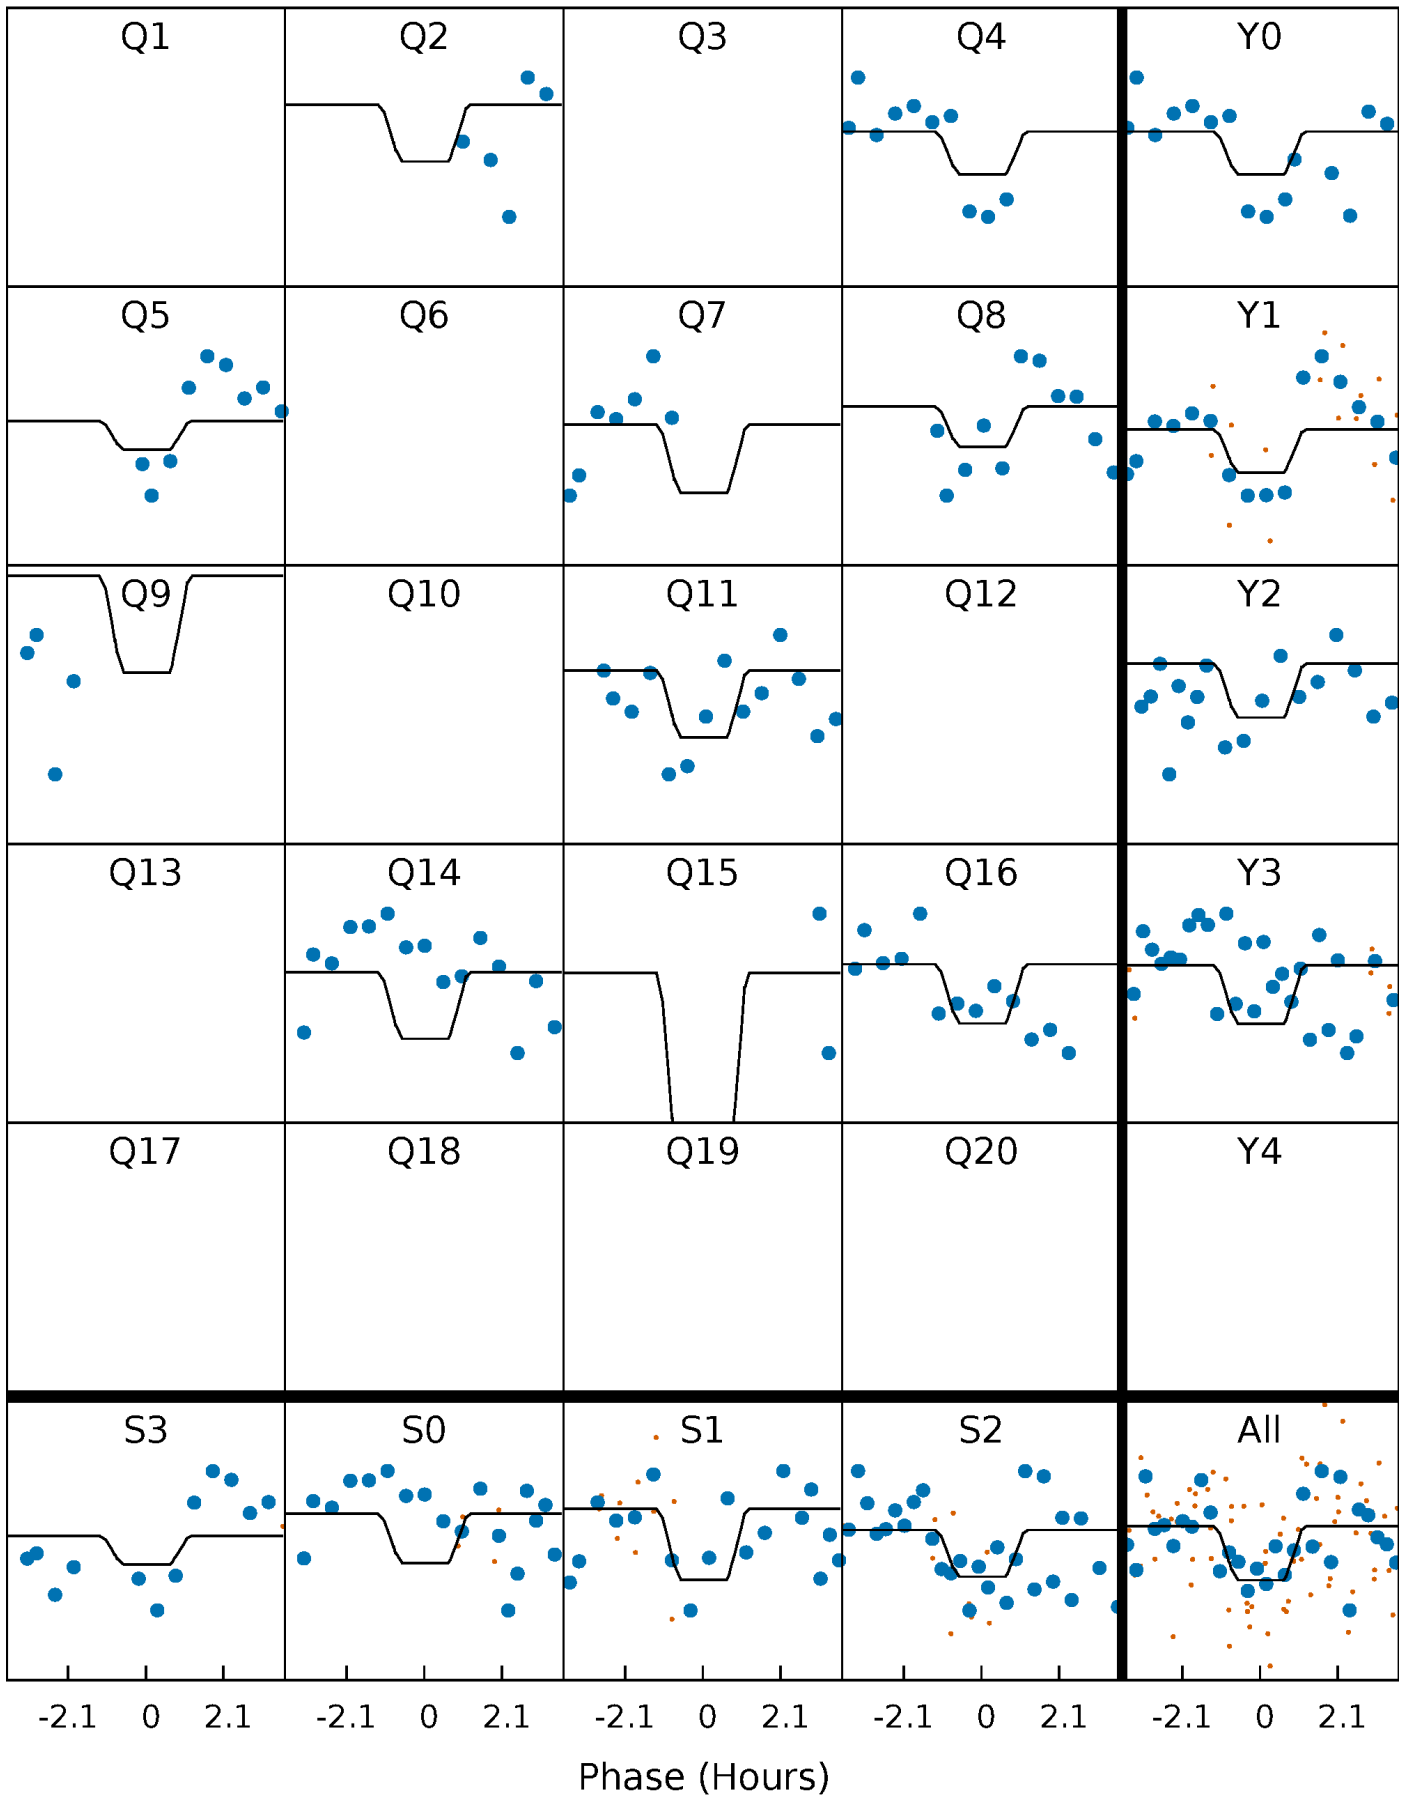 Q1 Q2 Q3 Q4 Y0
Q5 Q6 Q7 Q8 Y1
Q9 Q10 Q11 Q12 Y2
Q13 Q14 Q15 Q16 Y3
Q17 Q18 Q19 Q20 Y4
S3 S0 S1 S2 All
-2.1 0 2.1 -2.1 0 2.1 -2.1 0 2.1 -2.1 0 2.1 -2.1 0 2.1
Phase (Hours)